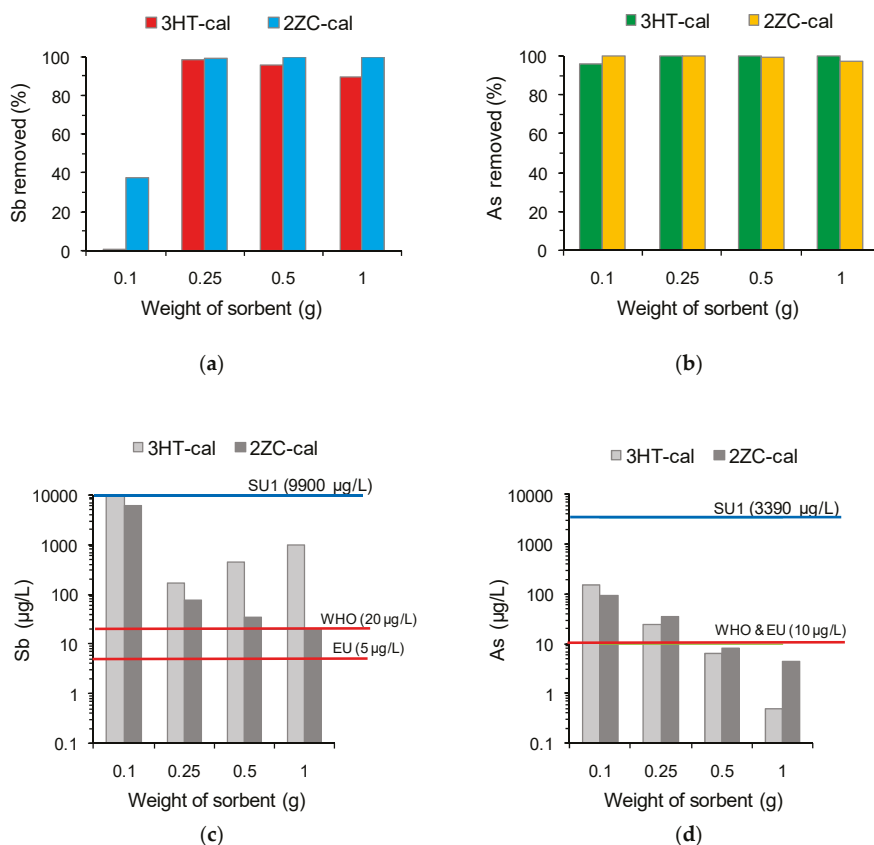 3HT-cal 2ZC-cal
Sb removed (%)
100
80
60
40
20
0
0.1 0.25 0.5 1
Weight of sorbent (g)
(a)
3HT-cal 2ZC-cal
As removed (%)
100
80
60
40
20
0
0.1 0.25 0.5 1
Weight of sorbent (g)
(b)
3HT-cal 2ZC-cal
SU1 (9900 µg/L)
Sb (µg/L)
10000
1000
100
10
1
0.1
WHO (20 µg/L)
EU (5 µg/L)
0.1 0.25 0.5 1
Weight of sorbent (g)
(c)
3HT-cal 2ZC-cal
As (µg/L)
10000
1000
100
10
1
0.1
SU1 (3390 µg/L)
WHO & EU (10 µg/L)
0.1 0.25 0.5 1
Weight of sorbent (g)
(d)